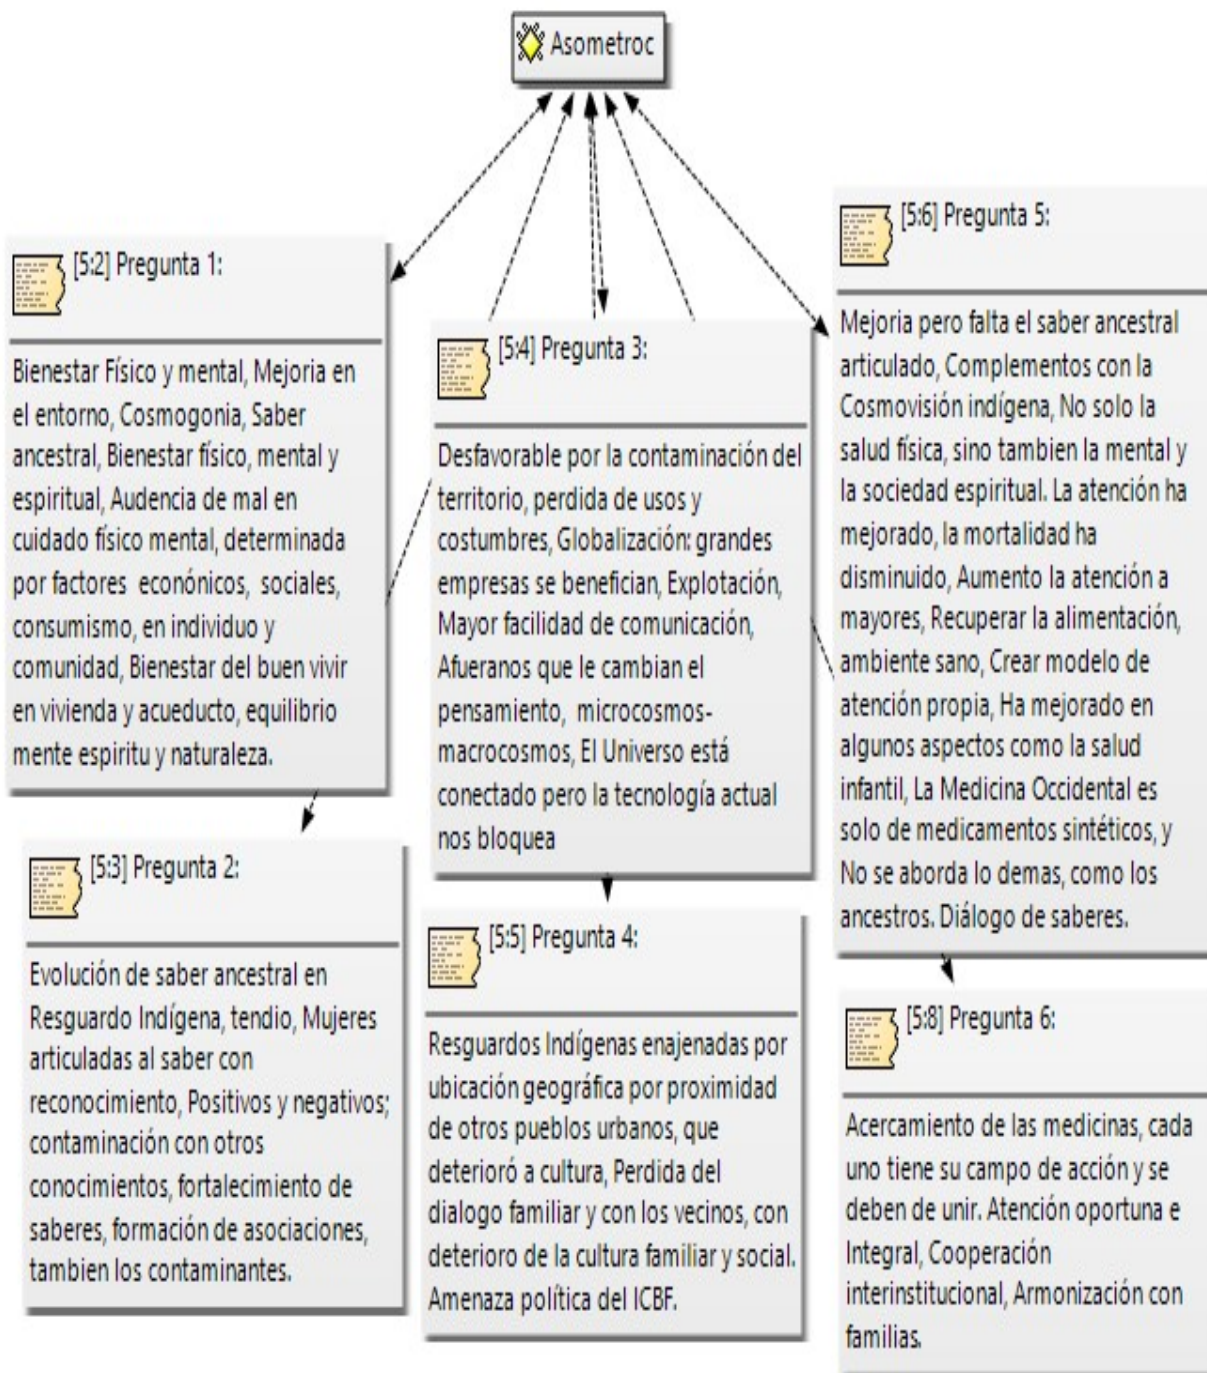 Asometroc
[5:2] Pregunta 1:
Bienestar Físico y mental, Mejoria en
el entorno, Cosmogonia, Saber
ancestral, Bienestar físico, mental y
espiritual, Audencia de mal en
cuidado físico mental, determinada
por factores econónicos, sociales,
consumismo, en individuo y
comunidad, Bienestar del buen vivir
en vivienda y acueducto, equilibrio
mente espiritu y naturaleza.
[5:3] Pregunta 2:
Evolución de saber ancestral en
Resguardo Indígena, tendio, Mujeres
articuladas al saber con
reconocimiento, Positivos y negativos;
contaminación con otros
conocimientos, fortalecimiento de
saberes, formación de asociaciones,
tambien los contaminantes.
[5:4] Pregunta 3:
Desfavorable por la contaminación del
territorio, perdida de usos y
costumbres, Globalización: grandes
empresas se benefician, Explotación,
Mayor facilidad de comunicación,
Afueranos que le cambian el
pensamiento, microcosmos-
macrocosmos, El Universo está
conectado pero la tecnología actual
nos bloquea
[5:5] Pregunta 4:
Resguardos Indígenas enajenadas por
ubicación geográfica por proximidad
de otros pueblos urbanos, que
deterioró a cultura, Perdida del
dialogo familiar y con los vecinos, con
deterioro de la cultura familiar y social.
Amenaza política del ICBF.
[5:6] Pregunta 5:
Mejoria pero falta el saber ancestral
articulado, Complementos con la
Cosmovisión indígena, No solo la
salud física, sino tambien la mental y
la sociedad espiritual. La atención ha
mejorado, la mortalidad ha
disminuido, Aumento la atención a
mayores, Recuperar la alimentación,
ambiente sano, Crear modelo de
atención propia, Ha mejorado en
algunos aspectos como la salud
infantil, La Medicina Occidental es
solo de medicamentos sintéticos, y
No se aborda lo demas, como los
ancestros. Diálogo de saberes.
[5:8] Pregunta 6:
Acercamiento de las medicinas, cada
uno tiene su campo de acción y se
deben de unir. Atención oportuna e
Integral, Cooperación
interinstitucional, Armonización con
familias.